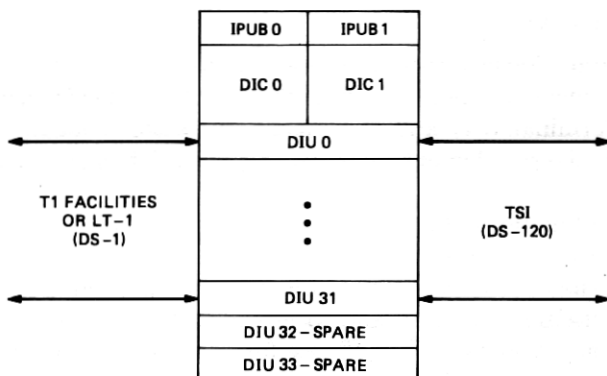 IPUB 0 IPUB 1
DIC 0 DIC 1
DIU 0
T1 FACILITIES
OR LT-1
(DS-1)
TSI
(DS-120)
DIU 31
DIU 32-SPARE
DIU 33-SPARE